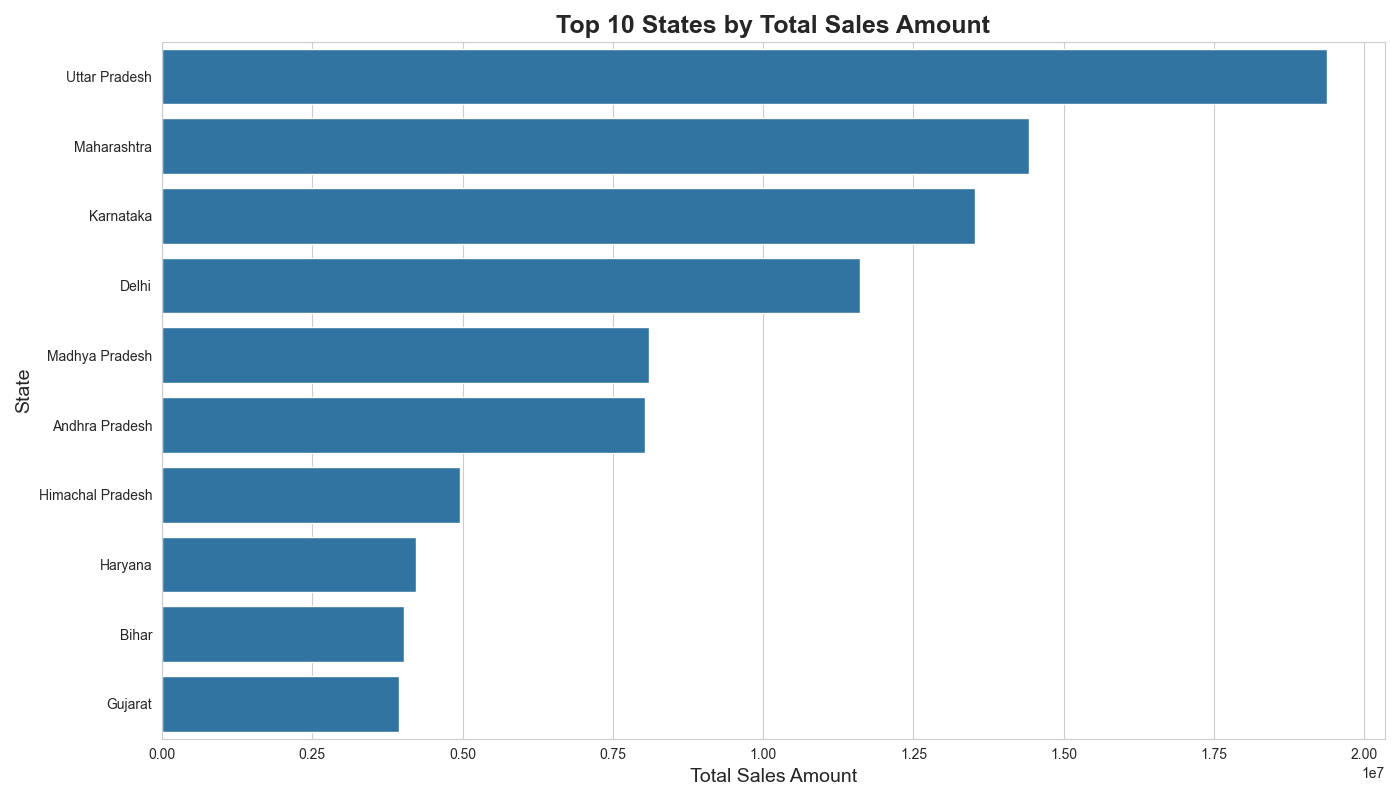 Top 10 States by Total Sales Amount
State
Uttar Pradesh
Maharashtra
Karnataka
Delhi
Madhya Pradesh
Andhra Pradesh
Himachal Pradesh
Haryana
Bihar
Gujarat
0.00 0.25 0.50 0.75 1.00 1.25 1.50 1.75 2.00
1e7
Total Sales Amount